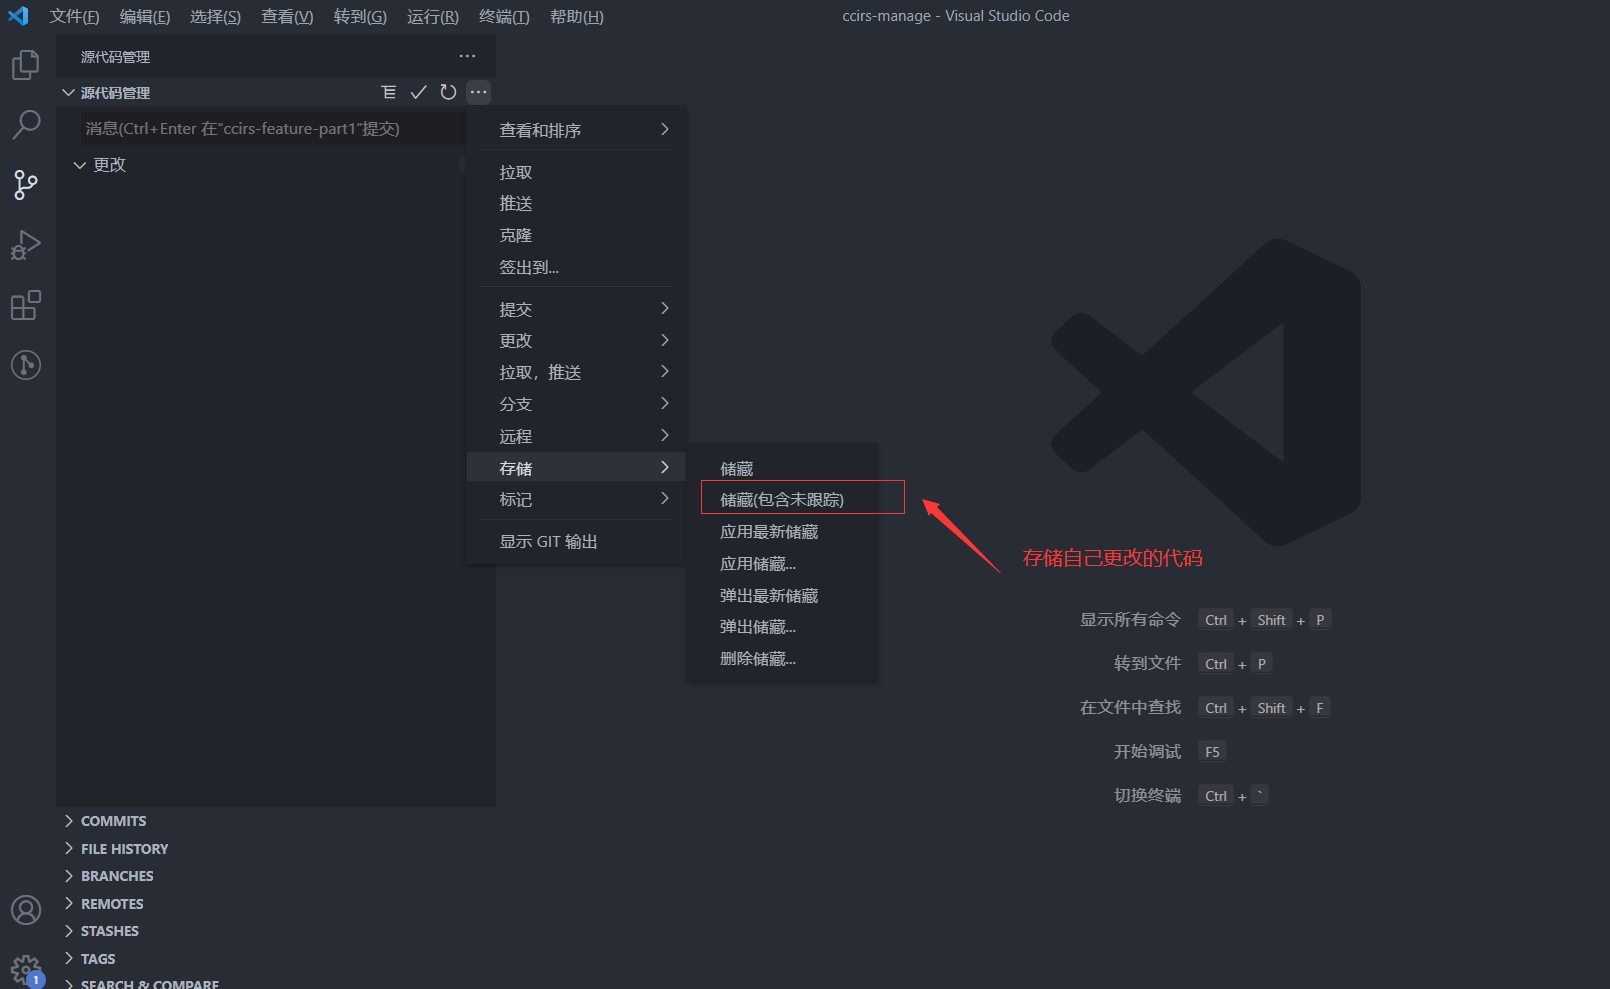 文件(F) 编辑(E) 选择(S) 查看(V) 转到(G) 运行(R) 终端(T) 帮助(H)
ccirs-manage - Visual Studio Code
源代码管理
源代码管理
消息(Ctrl+Enter 在“ccirs-feature-part1”提交)
更改
查看和排序
拉取
推送
克隆
签出到...
提交
更改
拉取，推送
分支
远程
存储
标记
显示 GIT 输出
储藏
储藏(包含未跟踪)
应用最新储藏
应用储藏...
弹出最新储藏
弹出储藏...
删除储藏...
存储自己更改的代码
显示所有命令 Ctrl + Shift + P
转到文件 Ctrl + P
在文件中查找 Ctrl + Shift + F
开始调试 F5
切换终端 Ctrl + `
COMMITS
FILE HISTORY
BRANCHES
REMOTES
STASHES
TAGS
SEARCH & COMPARE
1